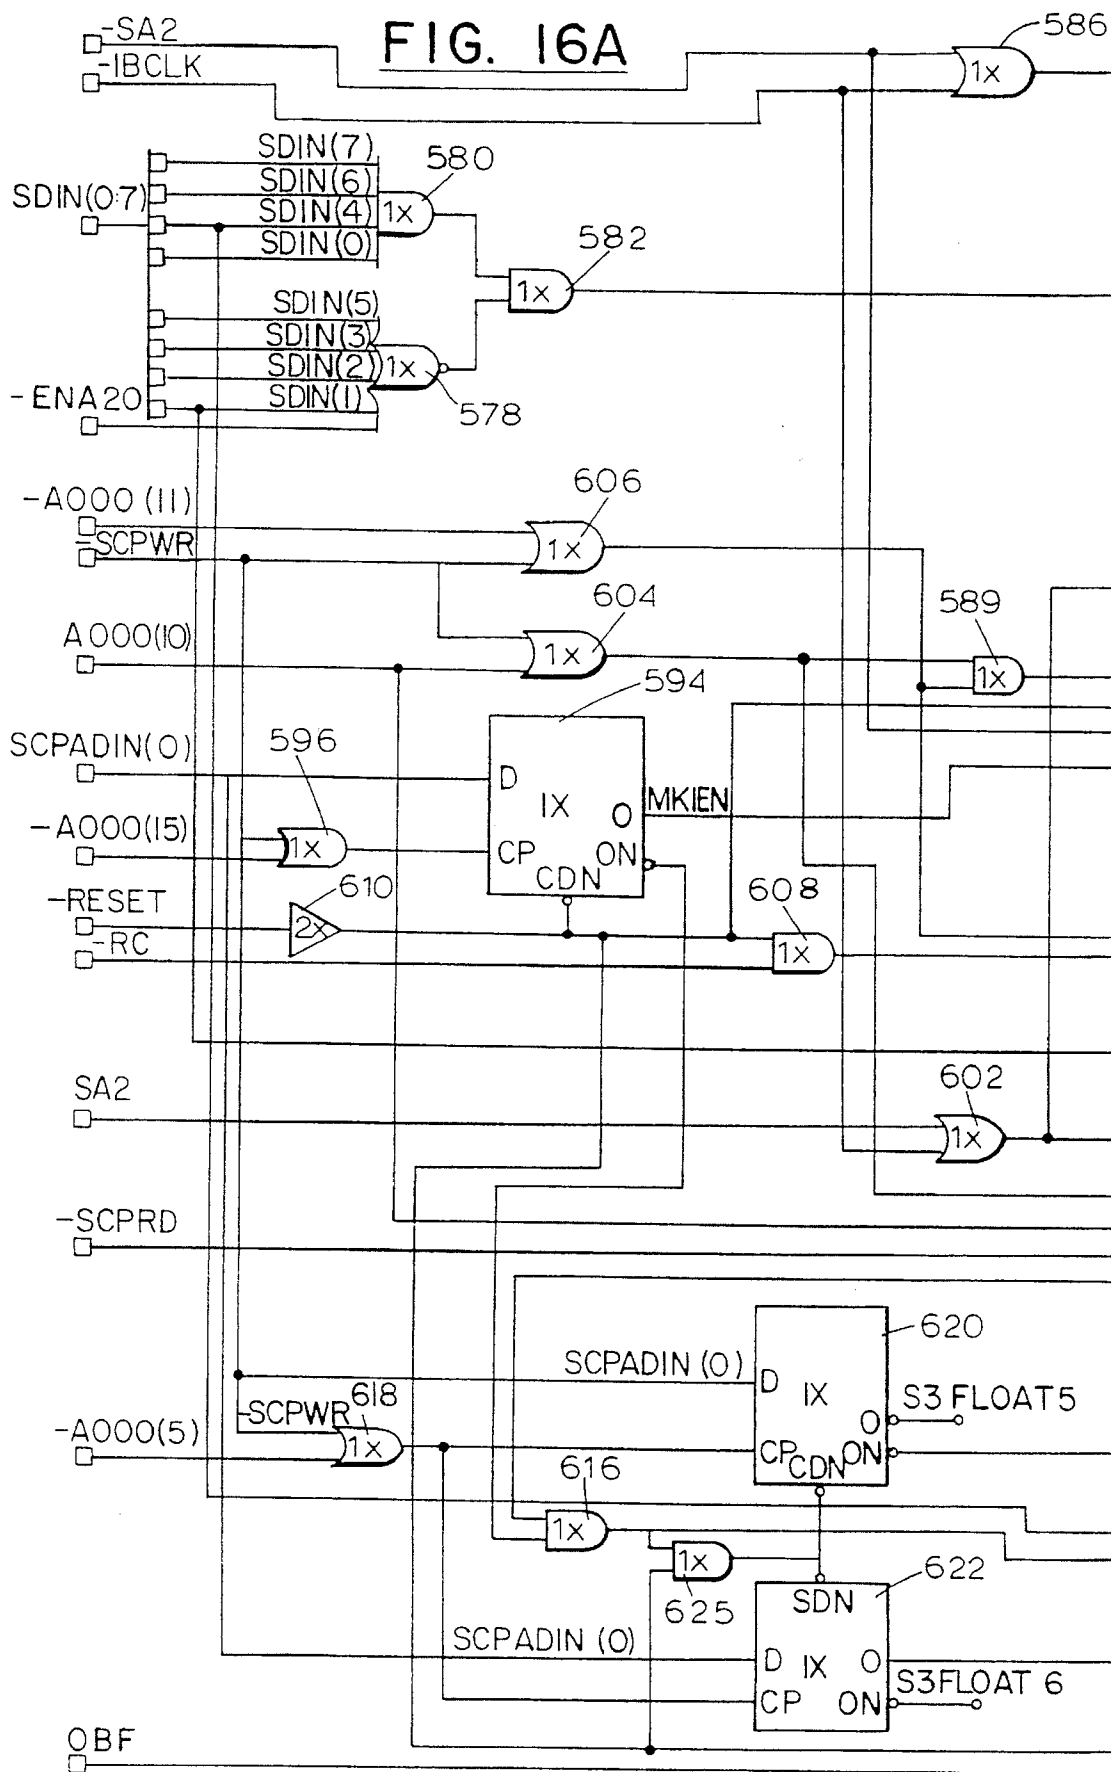 FIG. 16A
-SA2
-IBCLK
586
1X
SDIN(0:7)
SDIN(7)
SDIN(6)
SDIN(4)
SDIN(0)
580
1X
582
1X
SDIN(5)
SDIN(3)
SDIN(2)
SDIN(1)
1X
578
-ENA20
-A000(11)
-SCPWR
606
1X
A000(10)
604
1X
589
1X
594
SCPADIN(0)
D
IX
O
MKIEN
CP
ON
CDN
596
-A000(15)
1X
-RESET
610
2X
-RC
608
1X
SA2
602
1X
-SCPRD
620
SCPADIN(0)
D
IX
O
S3FLOAT5
CP
CDN
ON
-SCPWR
618
-A000(5)
1X
616
1X
1X
625
622
SDN
SCPADIN(0)
D
IX
O
CP
ON
S3FLOAT 6
OBF